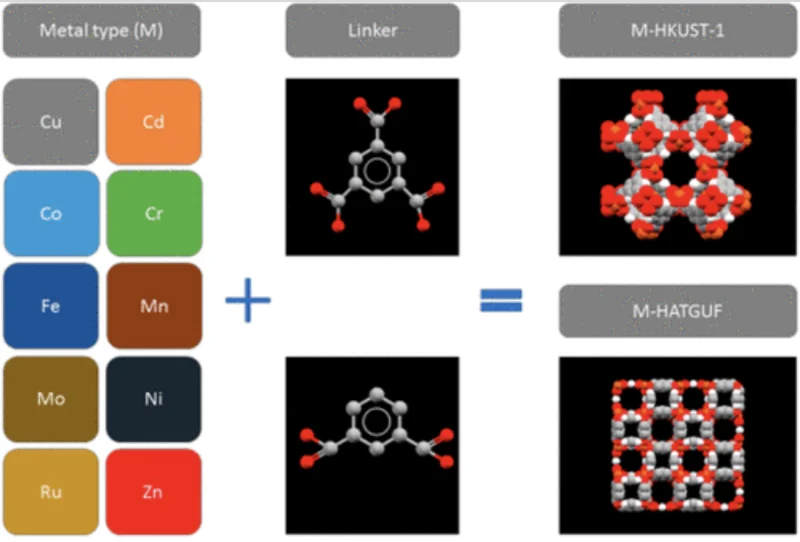 Metal type (M)
Linker
M-HKUST-1
Cu
Cd
Co
Cr
Fe
Mn
M-HATGUF
Mo
Ni
Ru
Zn